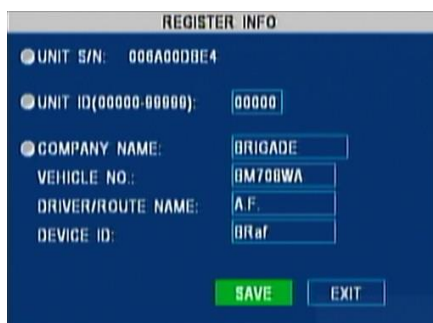 REGISTER INFO
UNIT S/N: 006A00DBE4
UNIT ID(00000-99999): 00000
COMPANY NAME: BRIGADE
VEHICLE NO.: BM708WA
DRIVER/ROUTE NAME: A.F.
DEVICE ID: BRaf
SAVE EXIT